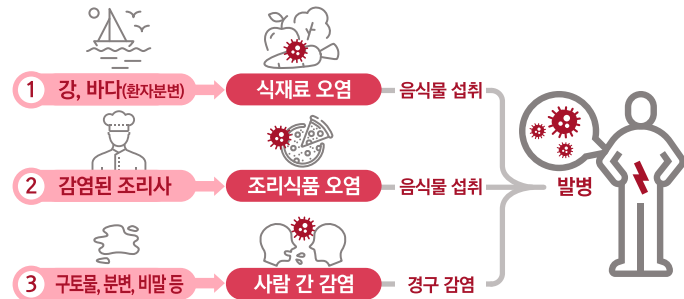 1 강, 바다(환자분변) 식재료 오염 음식물 섭취
2 감염된 조리사 조리식품 오염 음식물 섭취 발병
3 구토물, 분변, 비말 등 사람 간 감염 경구 감염